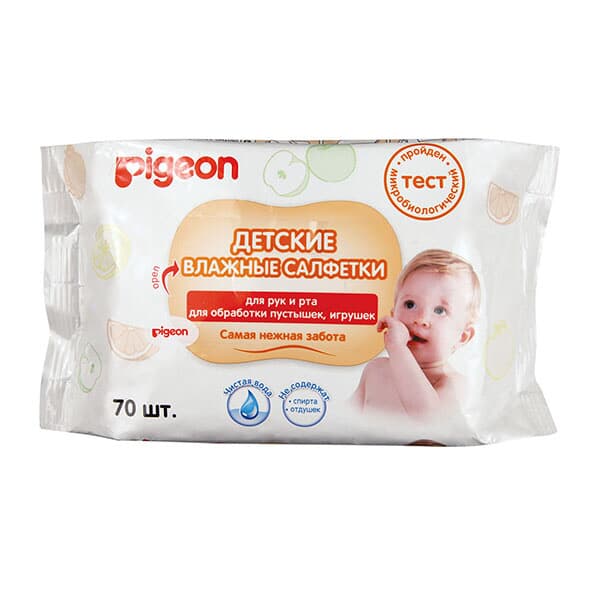 pigeon
пройден
тест
микробиологический
ДЕТСКИЕ
ВЛАЖНЫЕ САЛФЕТКИ
open
для рук и рта
для обработки пустышек, игрушек
Самая нежная забота
pigeon
70 шт.
Чистая вода
Не содержат
• спирта
• отдушек